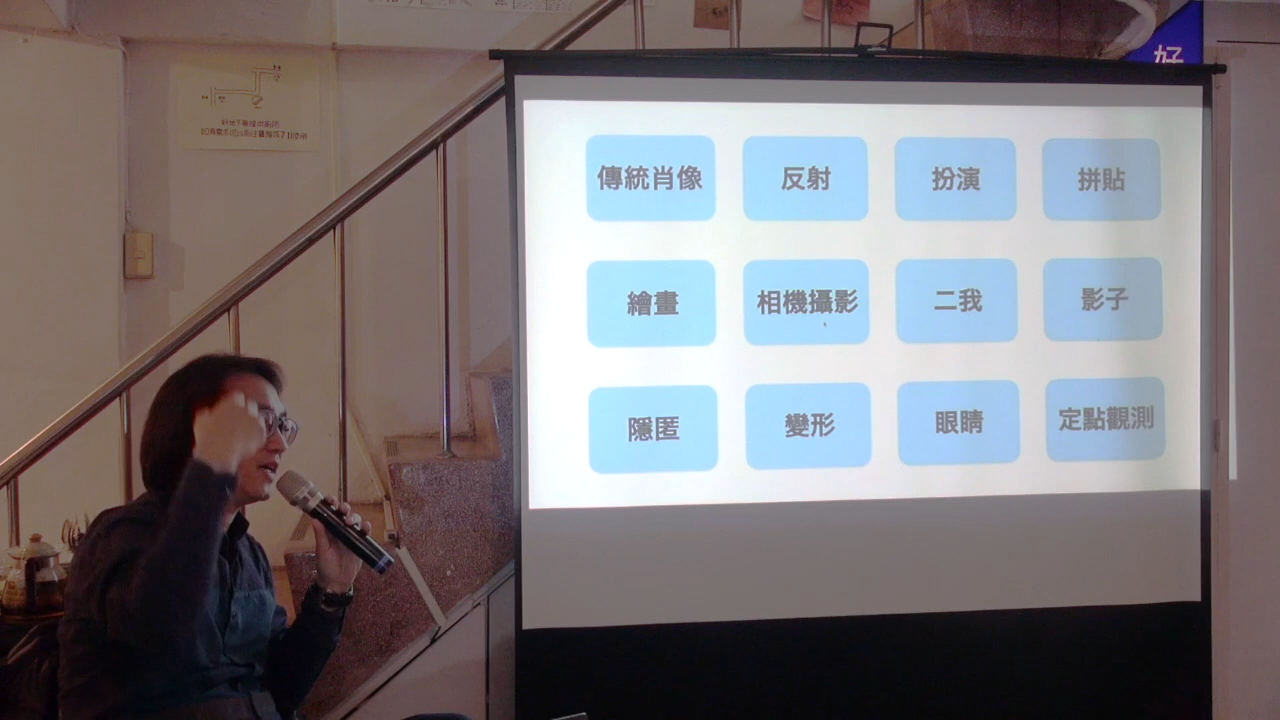 好
傳統肖像
反射
扮演
拼貼
繪畫
相機攝影
二我
影子
隱匿
變形
眼睛
定點觀測